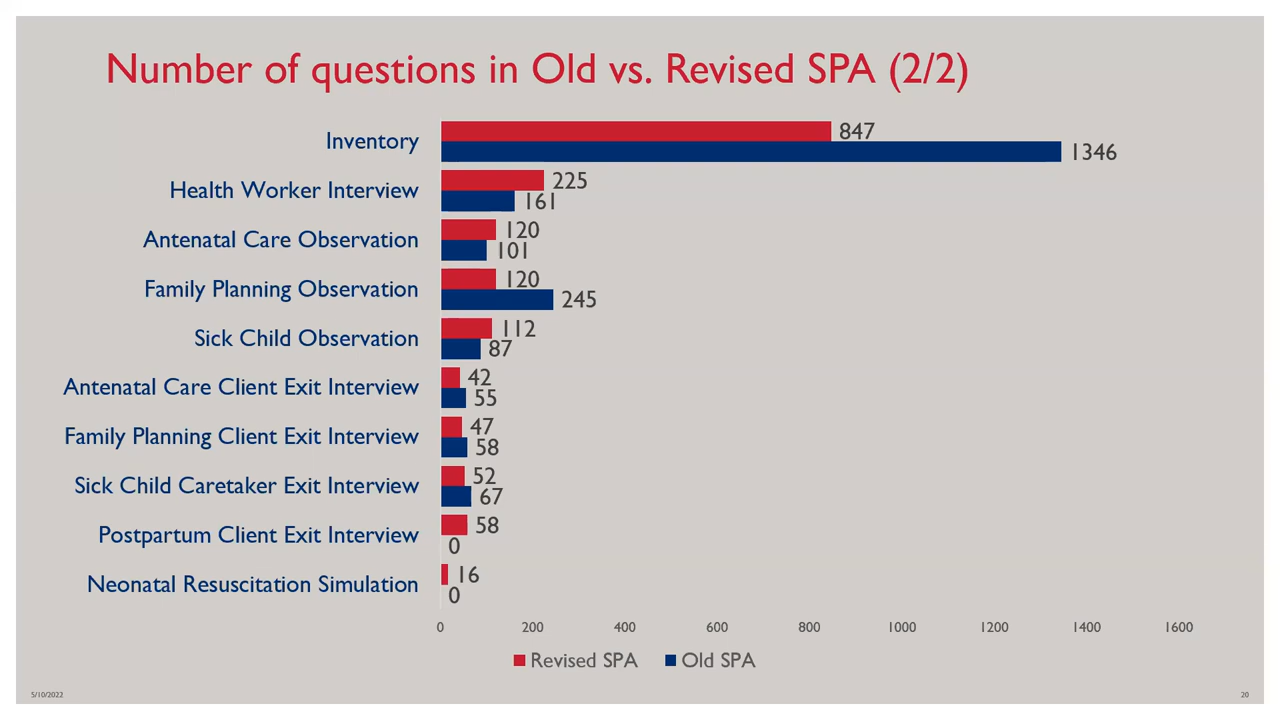 Number of questions in Old vs. Revised SPA (2/2)
Inventory
847
1346
Health Worker Interview
225
161
Antenatal Care Observation
120
101
Family Planning Observation
120
245
Sick Child Observation
112
87
Antenatal Care Client Exit Interview
42
55
Family Planning Client Exit Interview
47
58
Sick Child Caretaker Exit Interview
52
67
Postpartum Client Exit Interview
58
0
Neonatal Resuscitation Simulation
16
0
0 200 400 600 800 1000 1200 1400 1600
Revised SPA Old SPA
5/10/2022 20